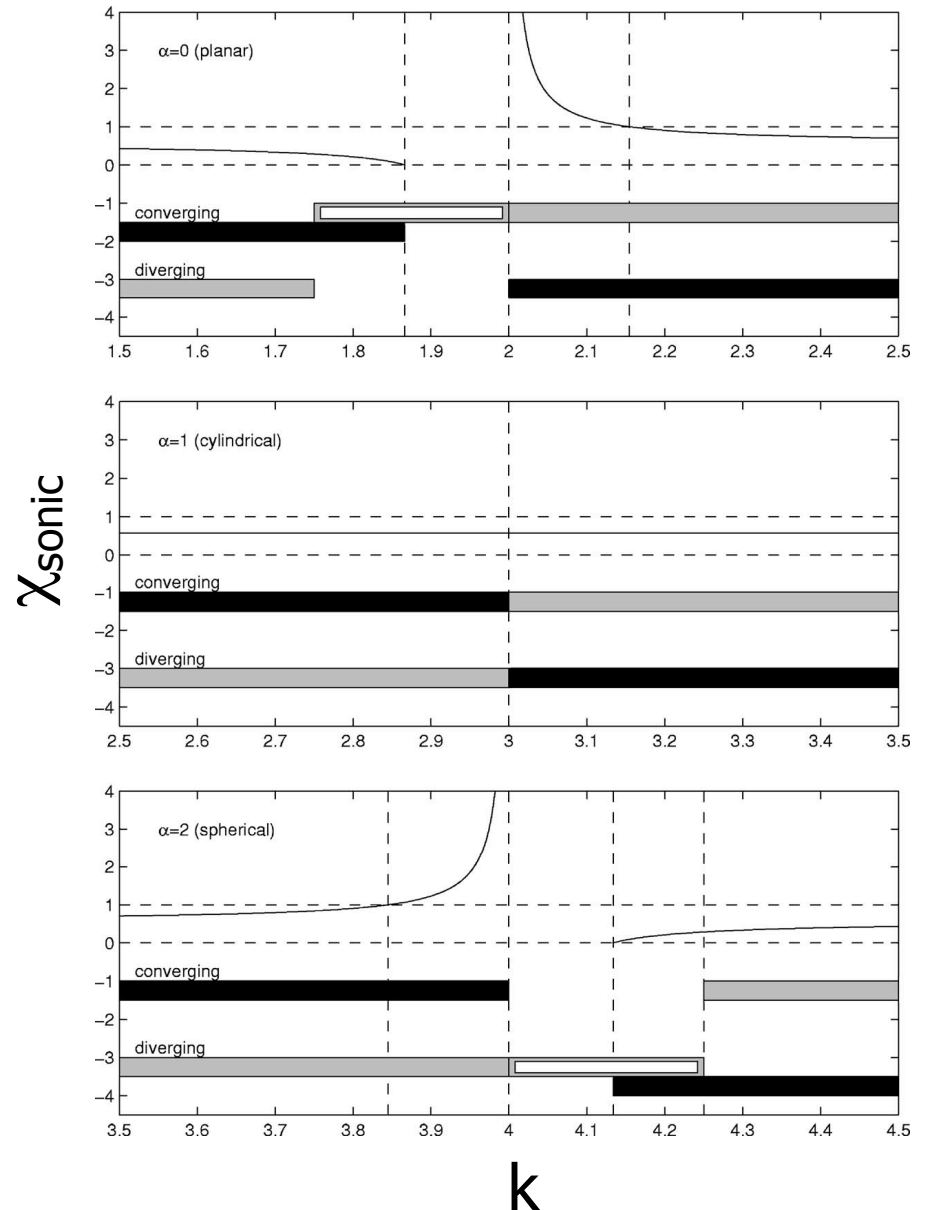 4
3
2
1
0
−1
−2
−3
−4
α=0 (planar)
converging
diverging
1.5 1.6 1.7 1.8 1.9 2 2.1 2.2 2.3 2.4 2.5
4
3
2
1
0
−1
−2
−3
−4
α=1 (cylindrical)
converging
diverging
2.5 2.6 2.7 2.8 2.9 3 3.1 3.2 3.3 3.4 3.5
χsonic
4
3
2
1
0
−1
−2
−3
−4
α=2 (spherical)
converging
diverging
3.5 3.6 3.7 3.8 3.9 4 4.1 4.2 4.3 4.4 4.5
k